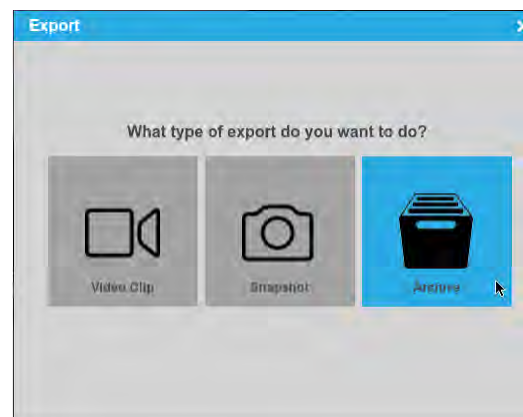 Export
What type of export do you want to do?
Video Clip
Snapshot
Archive